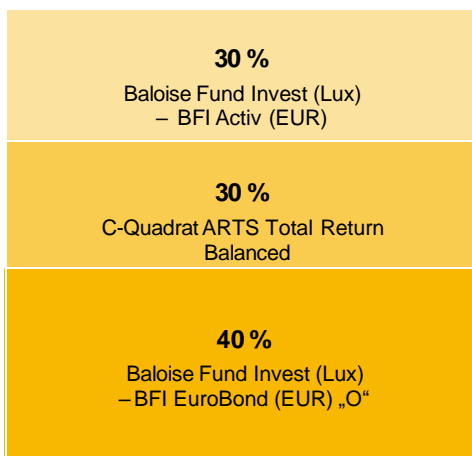 30 %
Baloise Fund Invest (Lux)
– BFI Activ (EUR)
30 %
C-Quadrat ARTS Total Return
Balanced
40 %
Baloise Fund Invest (Lux)
– BFI EuroBond (EUR) „O“